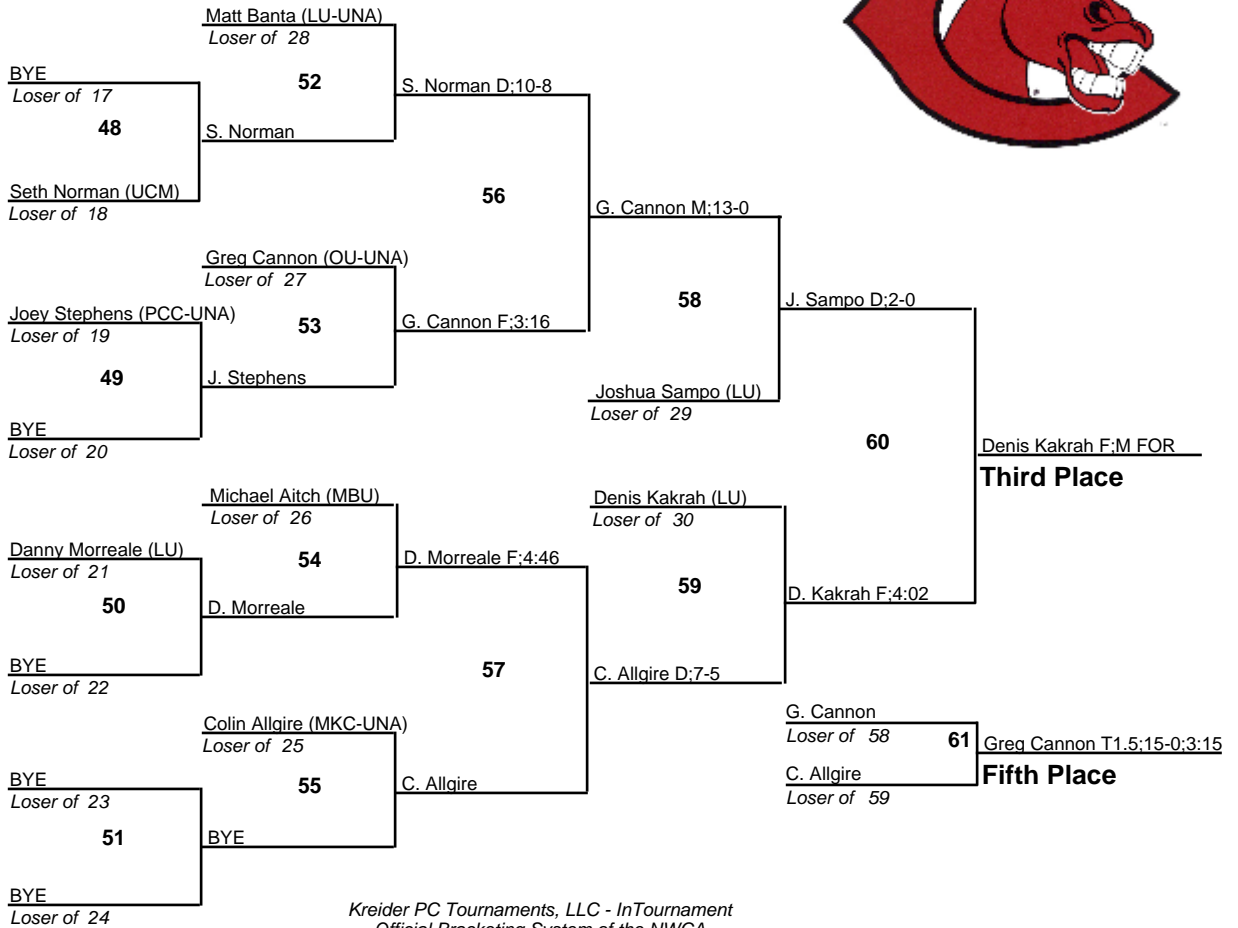 Matt Banta (LU-UNA)
Loser of 28
BYE
Loser of 17
52
S. Norman D;10-8
48
S. Norman
Seth Norman (UCM)
Loser of 18
56
G. Cannon M;13-0
Greg Cannon (OU-UNA)
Loser of 27
Joey Stephens (PCC-UNA)
Loser of 19
53
G. Cannon F;3:16
58
J. Sampo D;2-0
49
J. Stephens
Joshua Sampo (LU)
Loser of 29
BYE
Loser of 20
60
Denis Kakrah F;M FOR
Third Place
Michael Aitch (MBU)
Loser of 26
Denis Kakrah (LU)
Loser of 30
Danny Morreale (LU)
Loser of 21
54
D. Morreale F;4:46
59
D. Kakrah F;4:02
50
D. Morreale
BYE
Loser of 22
57
C. Allgire D;7-5
Colin Allgire (MKC-UNA)
Loser of 25
G. Cannon
Loser of 58
61
Greg Cannon T1.5;15-0;3:15
Fifth Place
C. Allgire
Loser of 59
BYE
Loser of 23
55
C. Allgire
51
BYE
BYE
Loser of 24
Kreider PC Tournaments, LLC - InTournament
Official Bracketing System of the NWCA